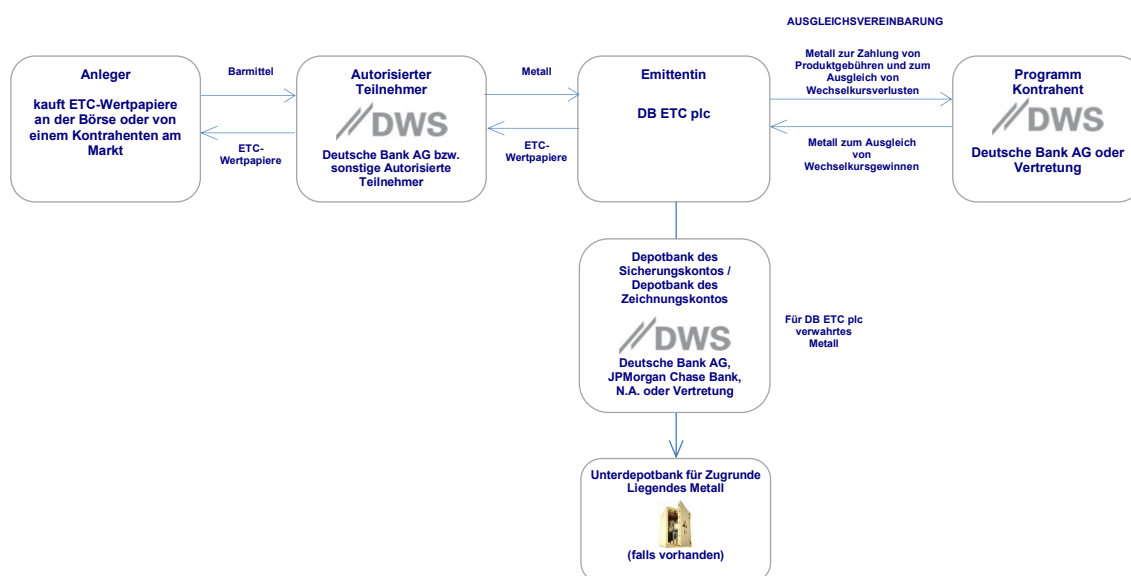 AUSGLEICHSVEREINBARUNG
Anleger
kauft ETC-Wertpapiere
an der Börse oder von
einem Kontrahenten am
Markt
Barmittel
ETC-
Wertpapiere
Autorisierter
Teilnehmer
DWS
Deutsche Bank AG bzw.
sonstige Autorisierte
Teilnehmer
Metall
ETC-
Wertpapiere
Emittentin
DB ETC plc
Metall zur Zahlung von
Produktgebühren und zum
Ausgleich von
Wechselkursverlusten
Metall zum Ausgleich
von
Wechselkursgewinnen
Programm
Kontrahent
DWS
Deutsche Bank AG oder
Vertretung
Depotbank des
Sicherungskontos /
Depotbank des
Zeichnungskontos
DWS
Deutsche Bank AG,
JPMorgan Chase Bank,
N.A. oder Vertretung
Für DB ETC plc
verwahrtes
Metall
Unterdepotbank für Zugrunde
Liegendes Metall
(falls vorhanden)